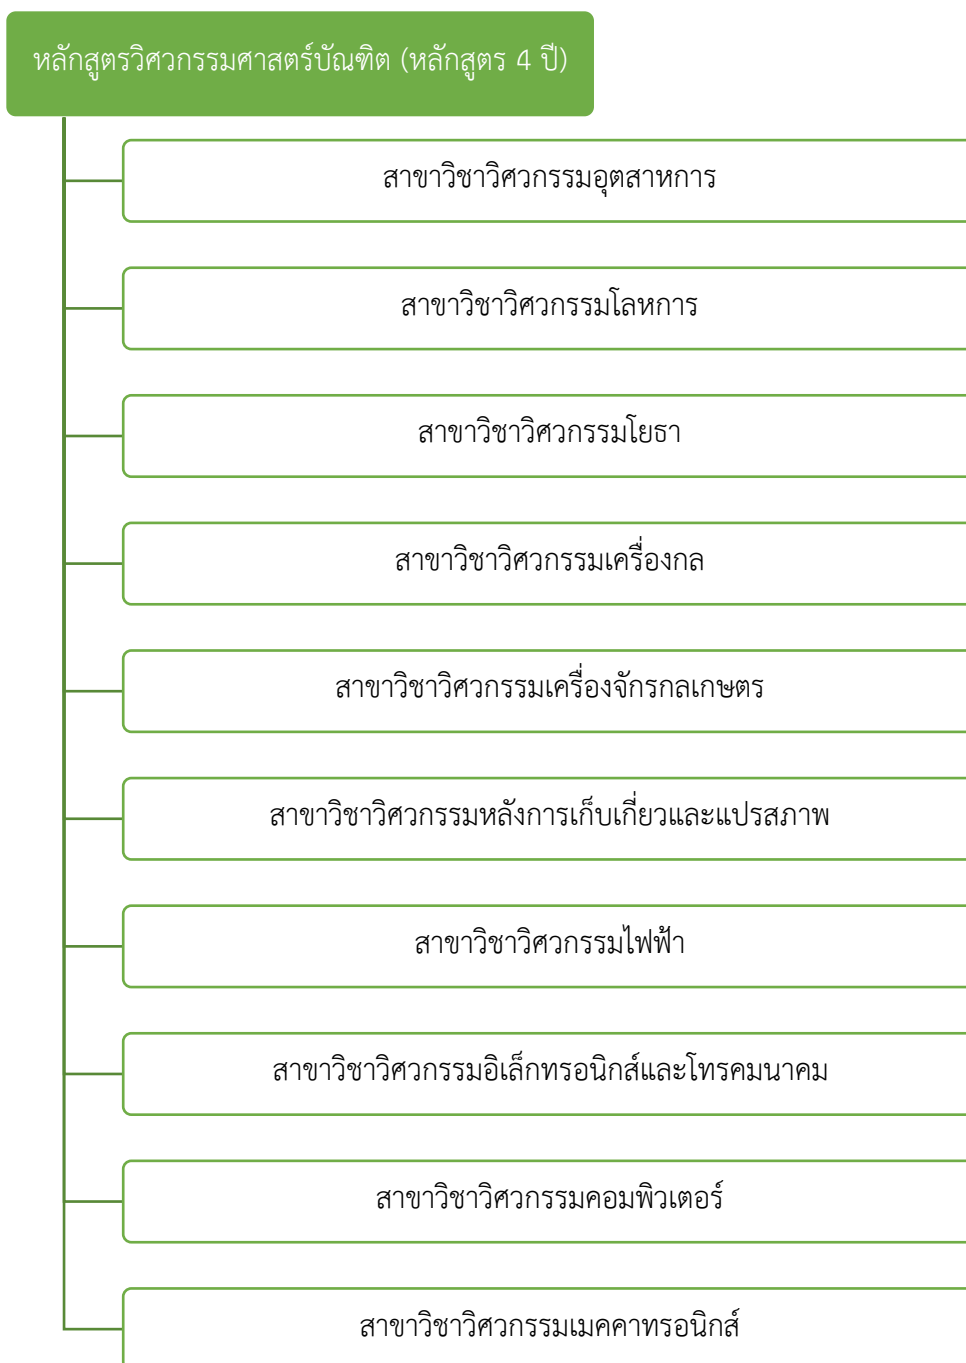 หลักสูตรวิศวกรรมศาสตร์บัณฑิต (หลักสูตร 4 ปี)
สาขาวิชาวิศวกรรมอุตสาหการ
สาขาวิชาวิศวกรรมโลหการ
สาขาวิชาวิศวกรรมโยธา
สาขาวิชาวิศวกรรมเครื่องกล
สาขาวิชาวิศวกรรมเครื่องจักรกลเกษตร
สาขาวิชาวิศวกรรมหลังการเก็บเกี่ยวและแปรสภาพ
สาขาวิชาวิศวกรรมไฟฟ้า
สาขาวิชาวิศวกรรมอิเล็กทรอนิกส์และโทรคมนาคม
สาขาวิชาวิศวกรรมคอมพิวเตอร์
สาขาวิชาวิศวกรรมเมคคาทรอนิกส์